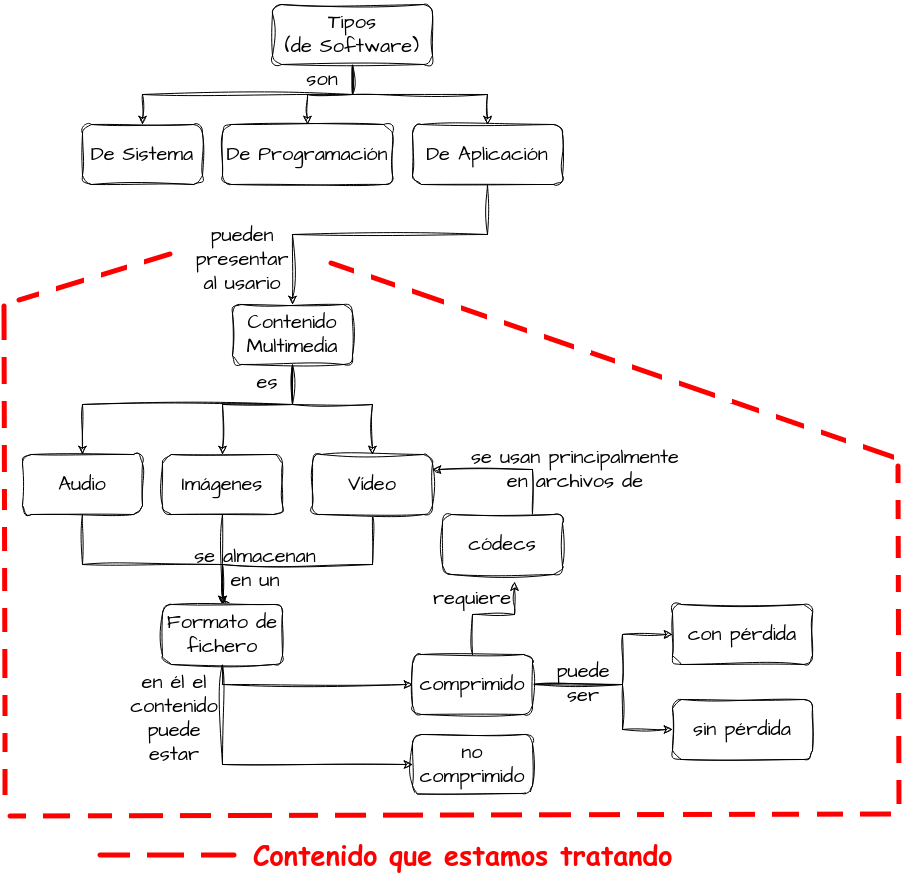 Tipos
(de Software)
son
De Sistema
De Programación
De Aplicación
pueden
presentar
al usario
Contenido
Multimedia
es
Audio
Imágenes
Vídeo
se usan principalmente
en archivos de
códecs
se almacenan
en un
requiere
Formato de
fichero
comprimido
puede
ser
con pérdida
sin pérdida
en él el
contenido
puede
estar
no
comprimido
Contenido que estamos tratando